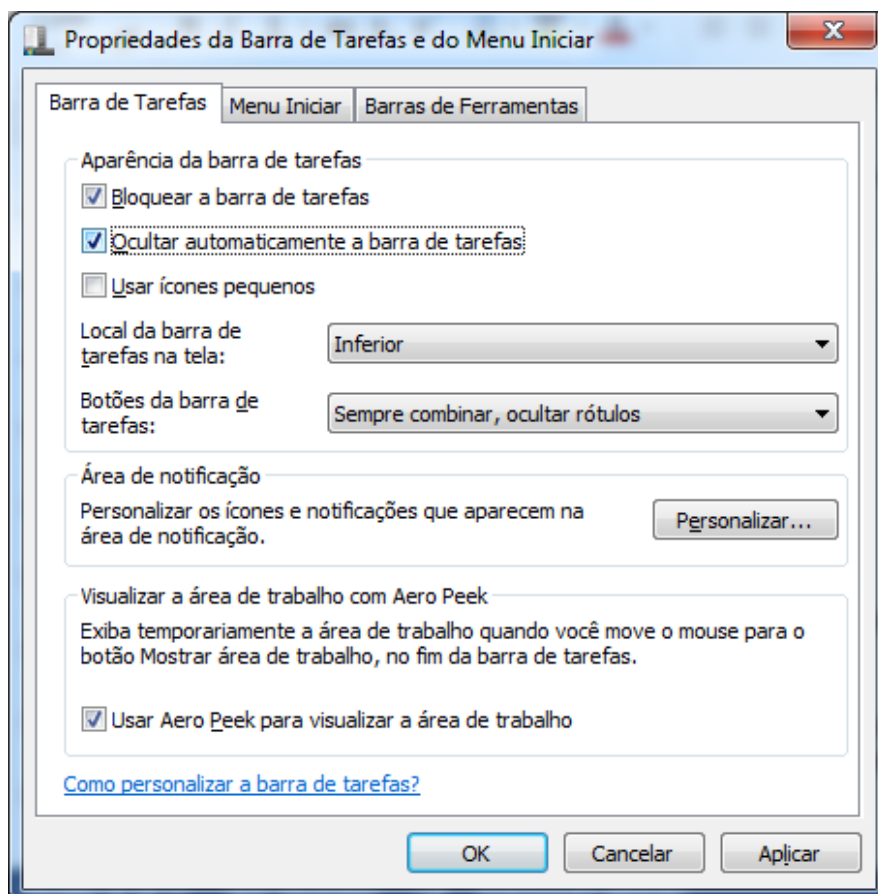 Propriedades da Barra de Tarefas e do Menu Iniciar
Barra de Tarefas
Menu Iniciar
Barras de Ferramentas
Aparência da barra de tarefas
Bloquear a barra de tarefas
Ocultar automaticamente a barra de tarefas
Usar ícones pequenos
Local da barra de
tarefas na tela:
Inferior
Botões da barra de
tarefas:
Sempre combinar, ocultar rótulos
Área de notificação
Personalizar os ícones e notificações que aparecem na
área de notificação.
Personalizar...
Visualizar a área de trabalho com Aero Peek
Exiba temporariamente a área de trabalho quando você move o mouse para o
botão Mostrar área de trabalho, no fim da barra de tarefas.
Usar Aero Peek para visualizar a área de trabalho
Como personalizar a barra de tarefas?
OK
Cancelar
Aplicar